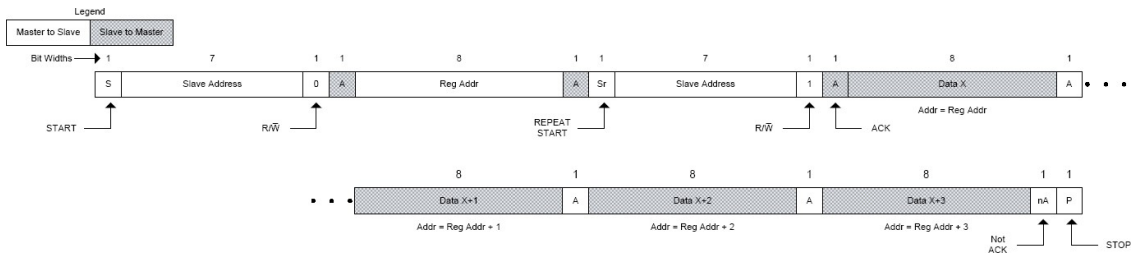 Legend
Master to Slave Slave to Master
Bit Widths 1 7 1 1 8 1 1 7 1 1 8 1
S Slave Address 0 A Reg Addr A Sr Slave Address 1 A Data X A • • •
Addr = Reg Addr
START R/W̅ REPEAT START R/W̅ ACK
8 1 8 1 8 1 1
• • • Data X+1 A Data X+2 A Data X+3 nA P
Addr = Reg Addr + 1 Addr = Reg Addr + 2 Addr = Reg Addr + 3
Not ACK STOP